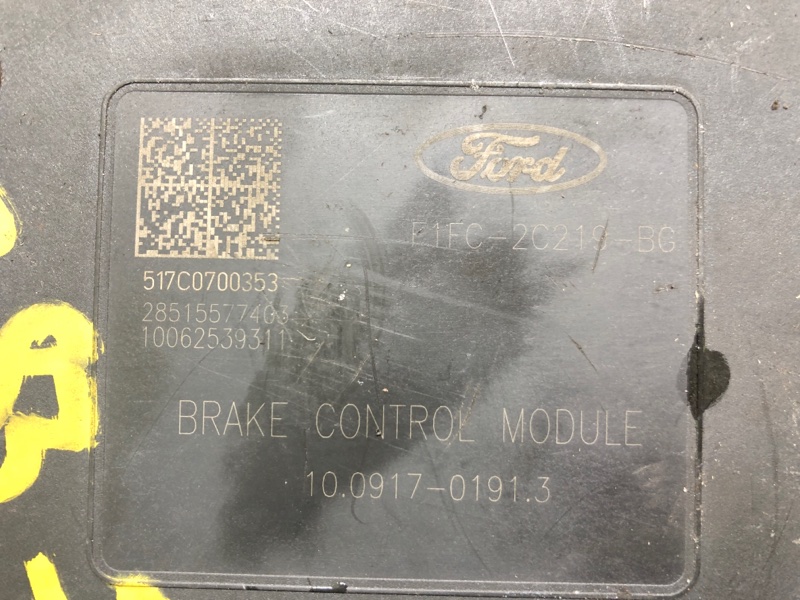 Ford
F1FC-2C219-BG
517C0700353
28515577403
10062539311
BRAKE CONTROL MODULE
10.0917-0191.3